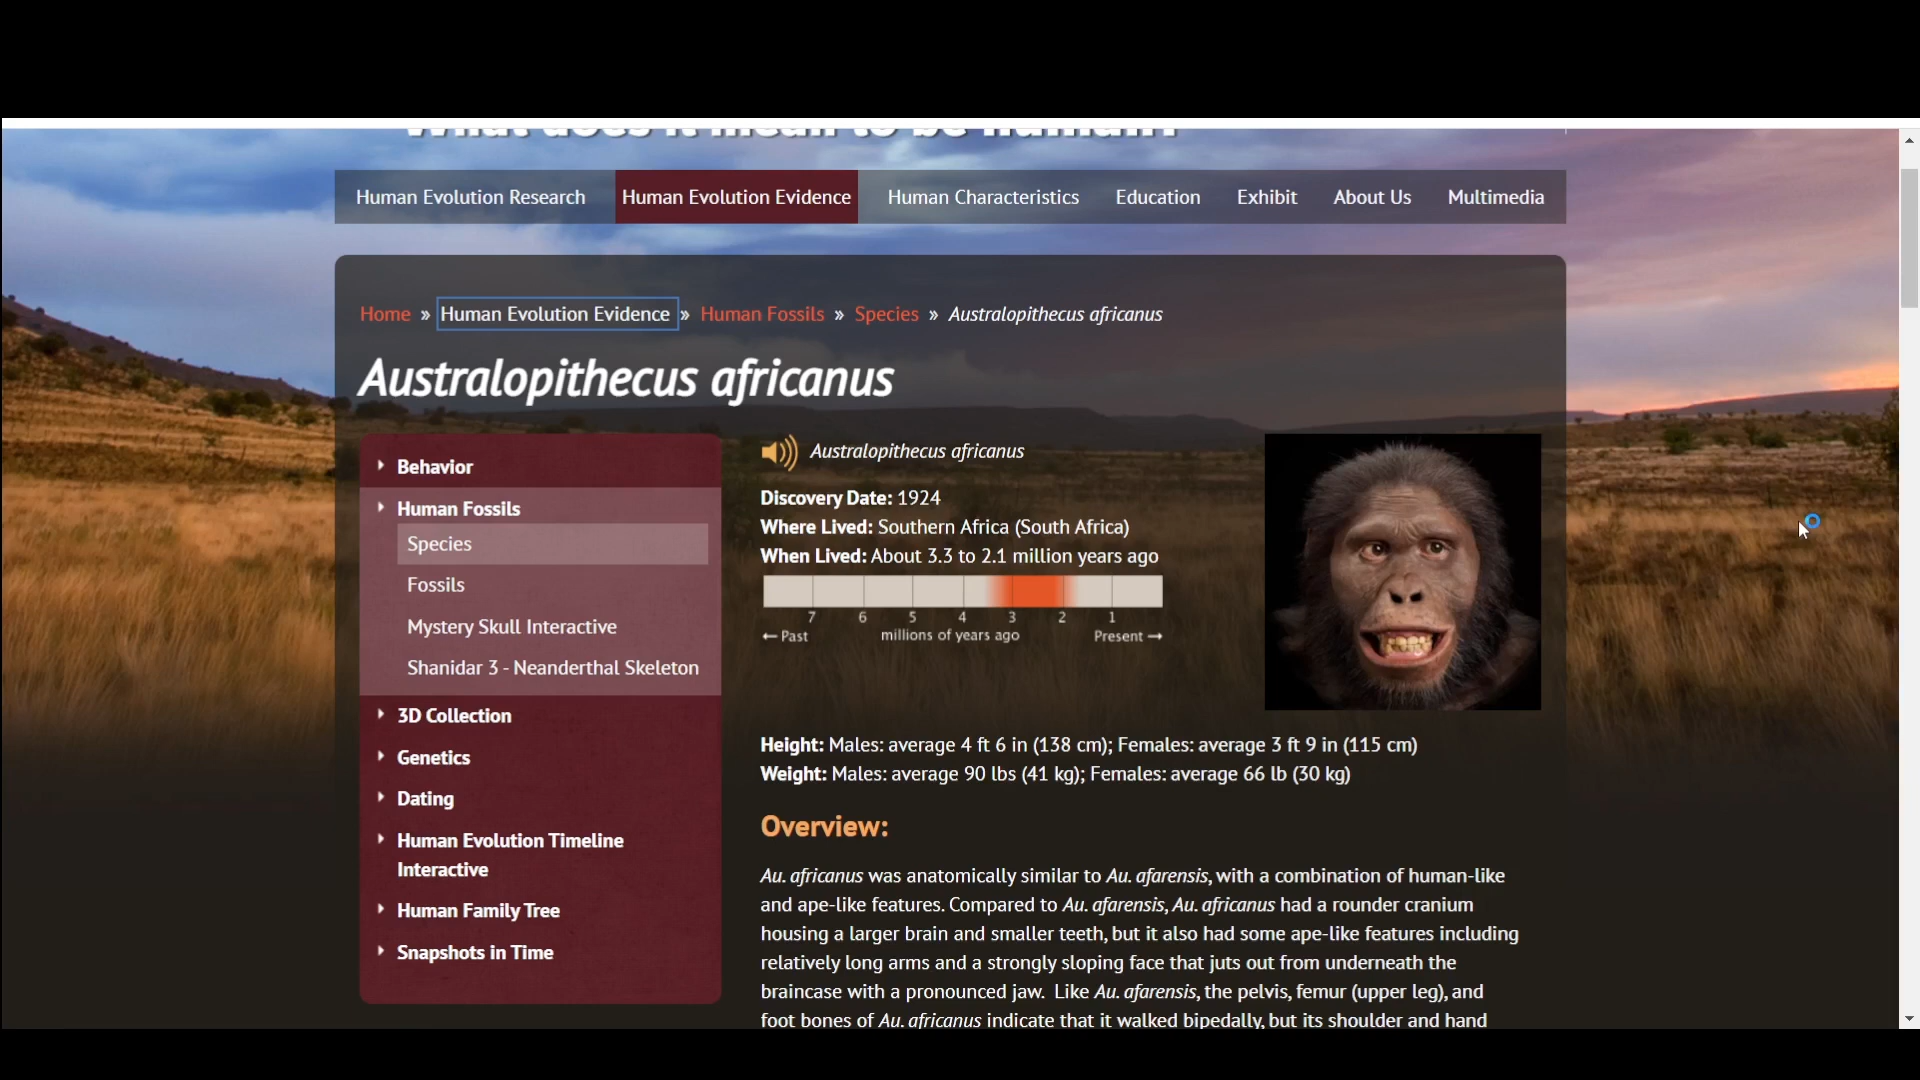 What does it mean to be human?
Human Evolution Research Human Evolution Evidence Human Characteristics Education Exhibit About Us Multimedia
Home » Human Evolution Evidence » Human Fossils » Species » Australopithecus africanus
Australopithecus africanus
Behavior
Human Fossils
Species
Fossils
Mystery Skull Interactive
Shanidar 3 - Neanderthal Skeleton
3D Collection
Genetics
Dating
Human Evolution Timeline
Interactive
Human Family Tree
Snapshots in Time
Australopithecus africanus
Discovery Date: 1924
Where Lived: Southern Africa (South Africa)
When Lived: About 3.3 to 2.1 million years ago
7 6 5 4 3 2 1
←Past millions of years ago Present→
Height: Males: average 4 ft 6 in (138 cm); Females: average 3 ft 9 in (115 cm)
Weight: Males: average 90 lbs (41 kg); Females: average 66 lb (30 kg)
Overview:
Au. africanus was anatomically similar to Au. afarensis, with a combination of human-like
and ape-like features. Compared to Au. afarensis, Au. africanus had a rounder cranium
housing a larger brain and smaller teeth, but it also had some ape-like features including
relatively long arms and a strongly sloping face that juts out from underneath the
braincase with a pronounced jaw. Like Au. afarensis, the pelvis, femur (upper leg), and
foot bones of Au. africanus indicate that it walked bipedally, but its shoulder and hand